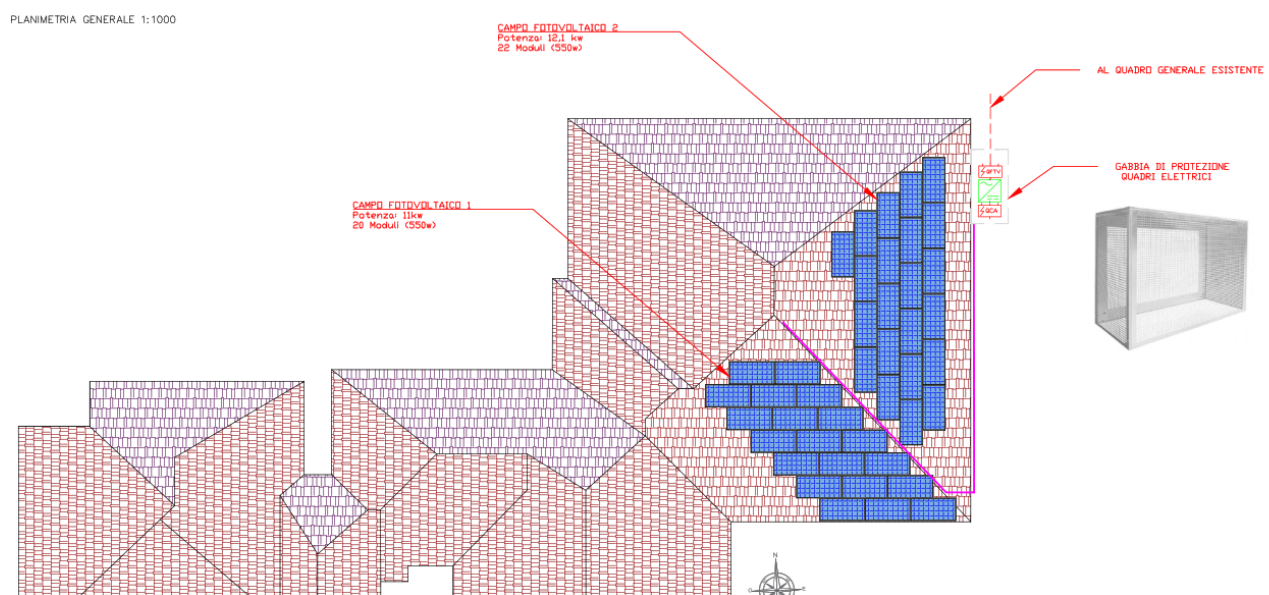 PLANIMETRIA GENERALE 1:1000
CAMPO FOTOVOLTAICO 2
Potenza: 12,1 kw
22 Moduli (550w)
AL QUADRO GENERALE ESISTENTE
GABBIA DI PROTEZIONE
QUADRI ELETTRICI
QFTV
QCA
CAMPO FOTOVOLTAICO 1
Potenza: 11kw
20 Moduli (550w)
N
O
E